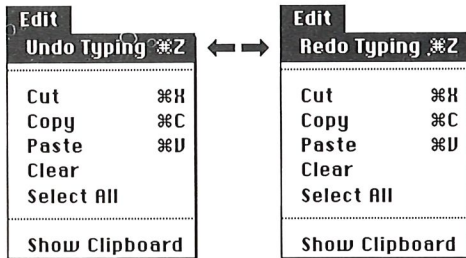 Edit
Undo Typing ⌘Z
Cut ⌘X
Copy ⌘C
Paste ⌘V
Clear
Select All
Show Clipboard
Edit
Redo Typing ⌘Z
Cut ⌘X
Copy ⌘C
Paste ⌘V
Clear
Select All
Show Clipboard